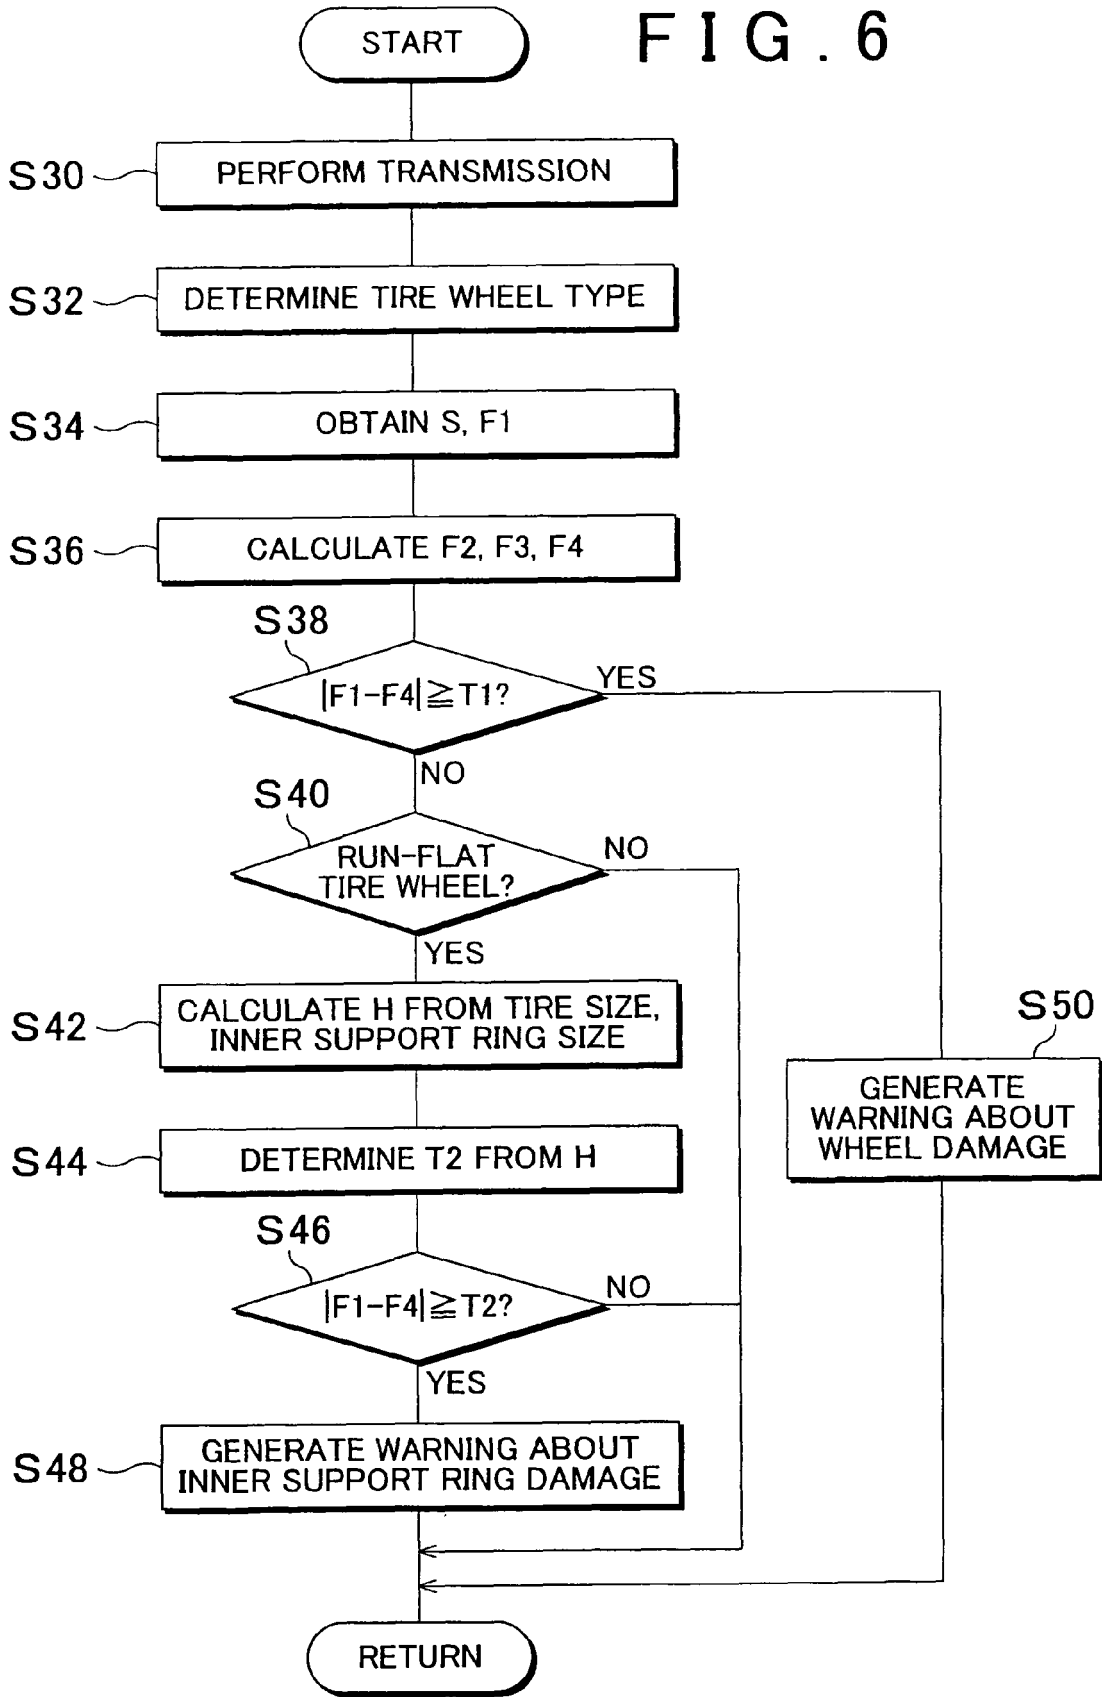 FIG.6
START
S30
PERFORM TRANSMISSION
S32
DETERMINE TIRE WHEEL TYPE
S34
OBTAIN S, F1
S36
CALCULATE F2, F3, F4
S38
|F1-F4|≧T1?
YES
NO
S40
RUN-FLAT
TIRE WHEEL?
NO
YES
S42
CALCULATE H FROM TIRE SIZE,
INNER SUPPORT RING SIZE
S50
GENERATE
WARNING ABOUT
WHEEL DAMAGE
S44
DETERMINE T2 FROM H
S46
|F1-F4|≧T2?
NO
YES
S48
GENERATE WARNING ABOUT
INNER SUPPORT RING DAMAGE
RETURN